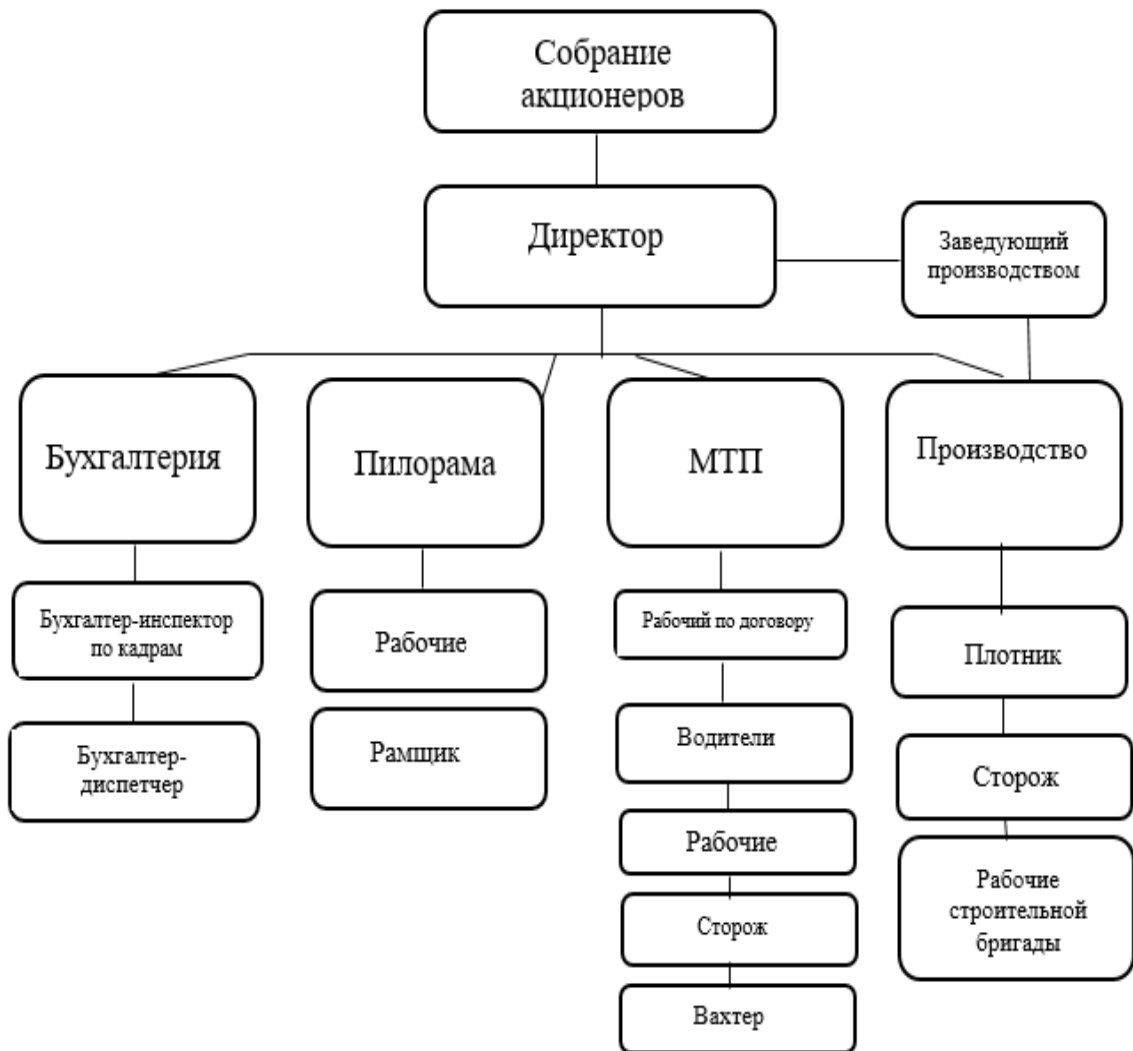 Собрание
акционеров
Директор
Заведующий
производством
Бухгалтерия
Пилорама
МТП
Производство
Бухгалтер-инспектор
по кадрам
Рабочие
Рабочий по договору
Плотник
Бухгалтер-
диспетчер
Рамщик
Водители
Сторож
Рабочие
Рабочие
строительной
бригады
Сторож
Вахтер